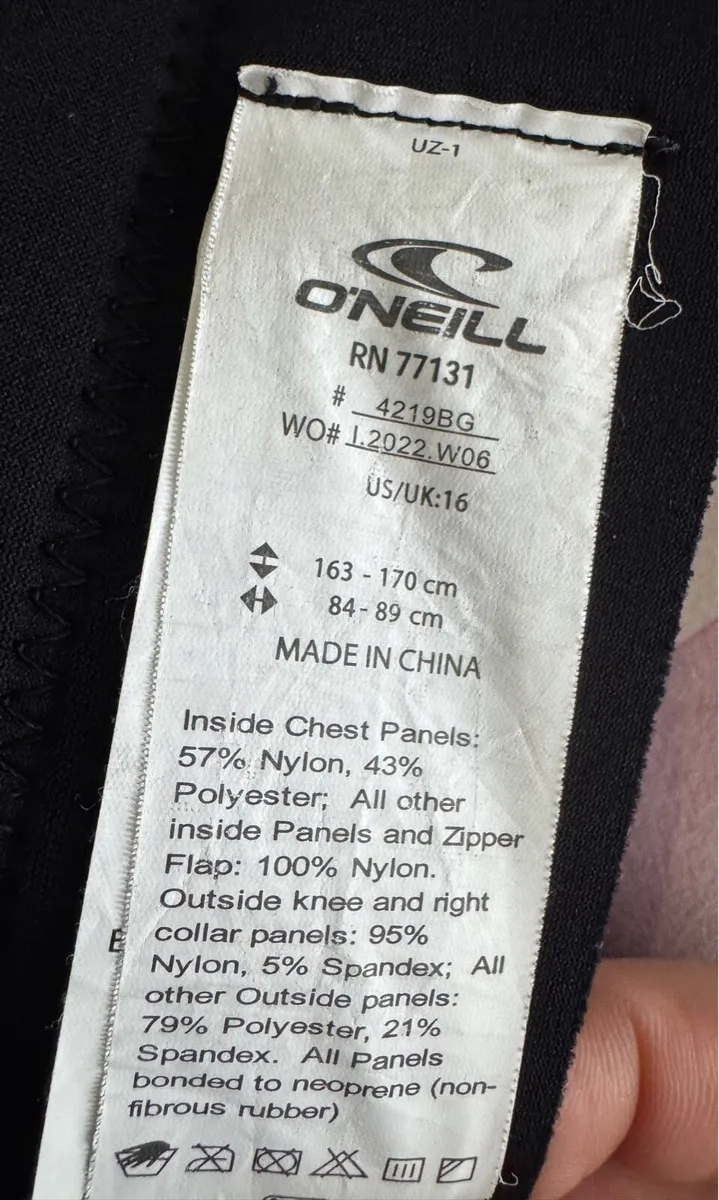 UZ-1
O'NEILL
RN 77131
# 4219BG
WO# I.2022.W06
US/UK:16
163 - 170 cm
84 - 89 cm
MADE IN CHINA
Inside Chest Panels:
57% Nylon, 43%
Polyester; All other
inside Panels and Zipper
Flap: 100% Nylon.
Outside knee and right
collar panels: 95%
Nylon, 5% Spandex; All
other Outside panels:
79% Polyester, 21%
Spandex. All Panels
bonded to neoprene (non-
fibrous rubber)